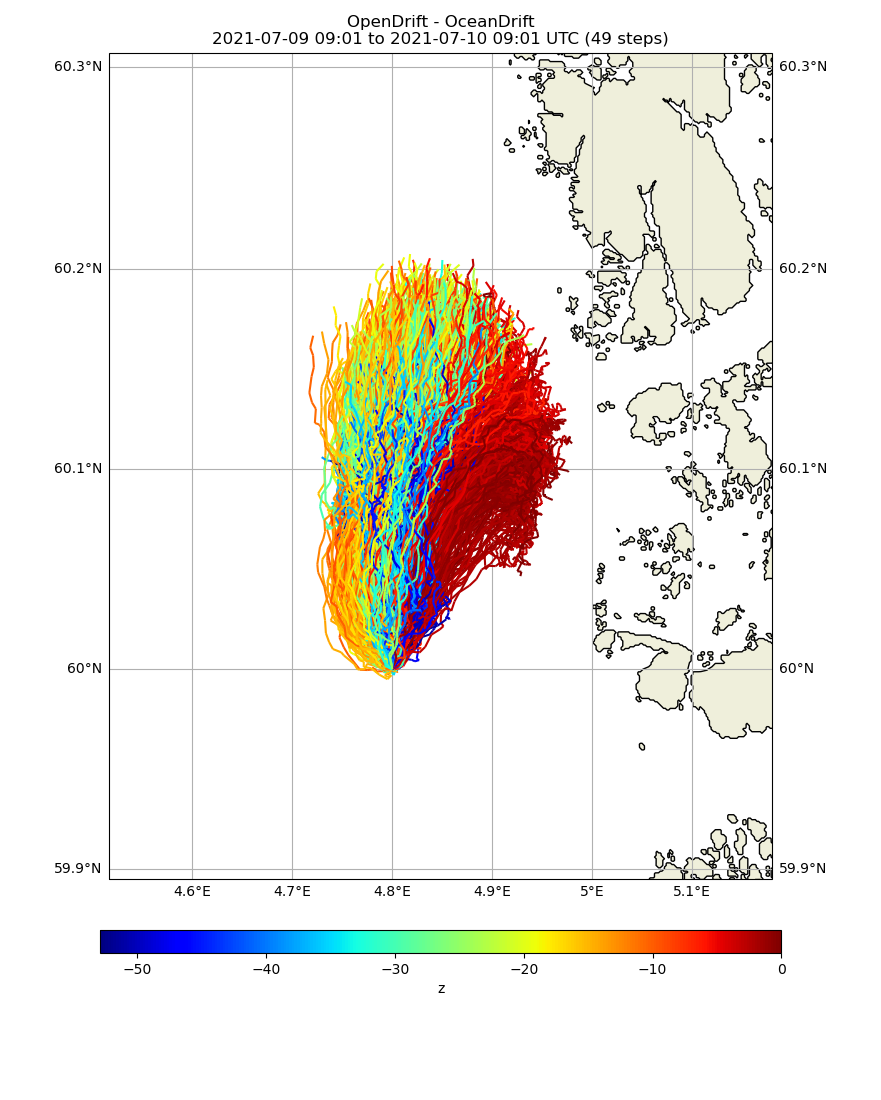 OpenDrift - OceanDrift
2021-07-09 09:01 to 2021-07-10 09:01 UTC (49 steps)
60.3°N 60.3°N
60.2°N 60.2°N
60.1°N 60.1°N
60°N 60°N
59.9°N 59.9°N
4.6°E 4.7°E 4.8°E 4.9°E 5°E 5.1°E
−50 −40 −30 −20 −10 0
z